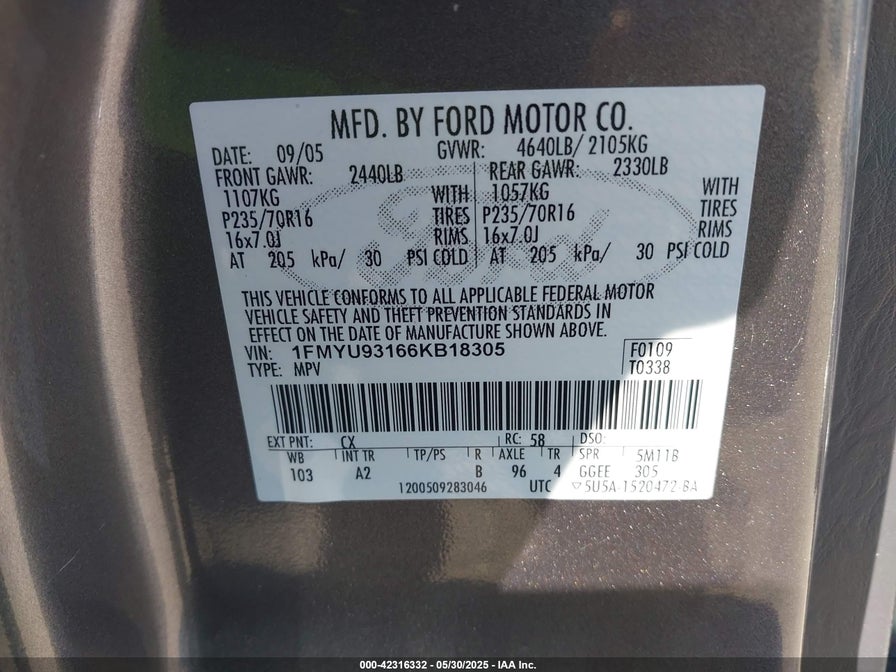 MFD. BY FORD MOTOR CO.
DATE: 09/05 GVWR: 4640LB/ 2105KG
FRONT GAWR: 2440LB REAR GAWR: 2330LB
1107KG WITH 1057KG WITH
P235/70R16 TIRES P235/70R16 TIRES
16x7.0J RIMS 16x7.0J RIMS
AT 205 kPa/ 30 PSI COLD AT 205 kPa/ 30 PSI COLD
THIS VEHICLE CONFORMS TO ALL APPLICABLE FEDERAL MOTOR
VEHICLE SAFETY AND THEFT PREVENTION STANDARDS IN
EFFECT ON THE DATE OF MANUFACTURE SHOWN ABOVE.
VIN: 1FMYU93166KB18305 F0109
TYPE: MPV T0338
EXT PNT: CX RC: 58 DSO:
WB INT TR TP/PS R AXLE TR SPR 5M11B
103 A2 B 96 4 GGEE 305
1200509283046 UTC ▽5U5A-1520472-BA
Ford
000-42316332 — 05/30/2025 - IAA Inc.